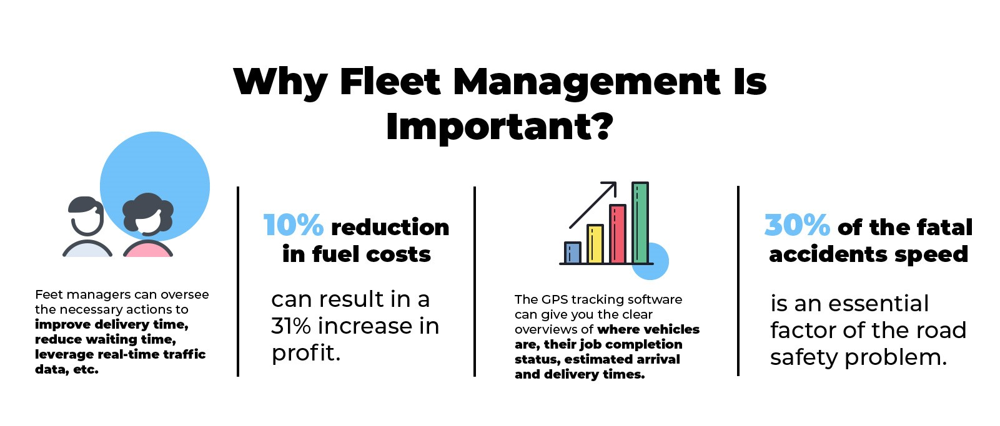 Why Fleet Management Is
Important?
Feet managers can oversee
the necessary actions to
improve delivery time,
reduce waiting time,
leverage real-time traffic
data, etc.
10% reduction
in fuel costs
can result in a
31% increase in
profit.
The GPS tracking software
can give you the clear
overviews of where vehicles
are, their job completion
status, estimated arrival
and delivery times.
30% of the fatal
accidents speed
is an essential
factor of the road
safety problem.